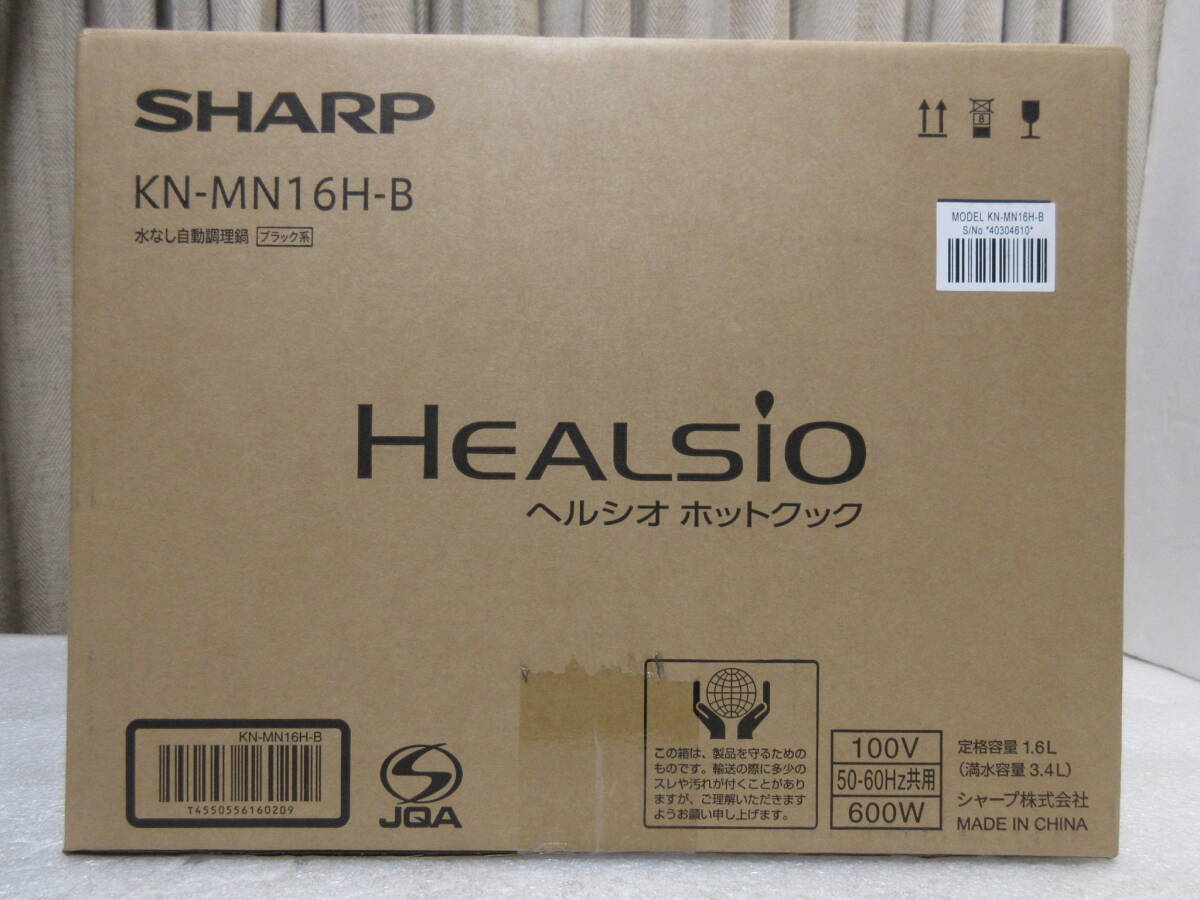 SHARP
KN-MN16H-B
水なし自動調理鍋 ブラック系
8
MODEL KN-MN16H-B
S/No *40304610*
HEALSiO
ヘルシオ ホットクック
KN-MN16H-B
T4550556160209
JQA
この箱は、製品を守るための
ものです。輸送の際に多少の
スレや汚れが付くことがあり
ますが、ご理解いただきます
ようお願い申し上げます。
100V
50-60Hz共用
600W
定格容量 1.6L
(満水容量 3.4L)
シャープ株式会社
MADE IN CHINA